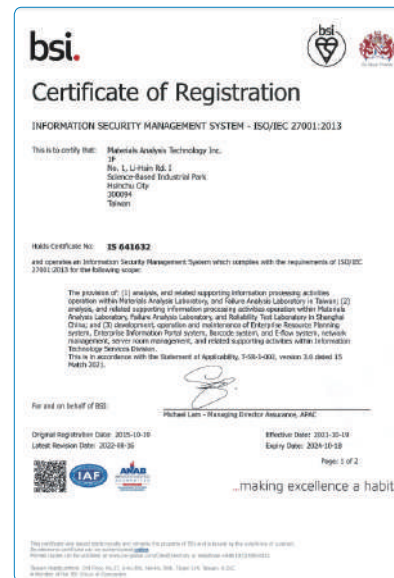 bsi.
bsi
Certificate of Registration
INFORMATION SECURITY MANAGEMENT SYSTEM - ISO/IEC 27001:2013
This is to certify that: Materials Analysis Technology Inc.
1F
No. 1, Li-Hsin Rd. I
Science-Based Industrial Park
Hsinchu City
300094
Taiwan
Holds Certificate No: IS 641632
and operates an Information Security Management System which complies with the requirements of ISO/IEC
27001:2013 for the following scope:
The provision of: (1) analysis, and related supporting information processing activities
operation within Materials Analysis Laboratory, and Failure Analysis Laboratory in Taiwan; (2)
analysis, and related supporting information processing activities operation within Materials
Analysis Laboratory, Failure Analysis Laboratory, and Reliability Test Laboratory in Shanghai
China; and (3) development, operation and maintenance of Enterprise Resource Planning
system, Enterprise Information Portal system, Barcode system, and E-flow system, network
management, server room management, and related supporting activities within Information
Technology Services Division.
This is in accordance with the Statement of Applicability, version 3.0 dated 15
March 2021.
For and on behalf of BSI:
Michael Lam - Managing Director Assurance, APAC
Original Registration Date: 2015-10-19
Effective Date: 2021-10-19
Latest Revision Date: 2022-08-16
Expiry Date: 2024-10-18
Page: 1 of 2
IAF
ANAB
...making excellence a habit